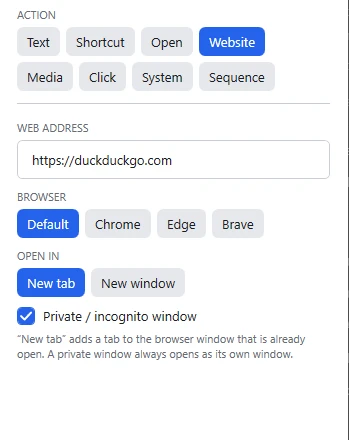 ACTION
Text Shortcut Open Website
Media Click System Sequence
WEB ADDRESS
https://duckduckgo.com
BROWSER
Default Chrome Edge Brave
OPEN IN
New tab New window
Private / incognito window
“New tab” adds a tab to the browser window that is already
open. A private window always opens as its own window.